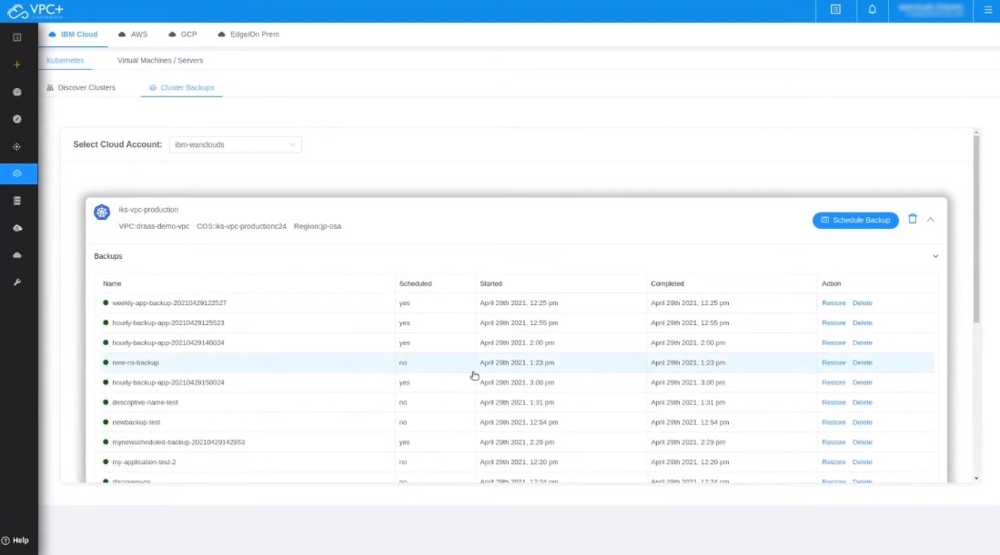 VPC+
IBM Cloud AWS GCP Edge/On Prem
Kubernetes Virtual Machines / Servers
Discover Clusters Cluster Backups
Select Cloud Account: ibm-wanclouds
iks-vpc-production
VPC:draas-demo-vpc COS:iks-vpc-productionc24 Region:jp-osa
Schedule Backup
Backups
Name Scheduled Started Completed Action
weekly-app-backup-20210429122527 yes April 29th 2021, 12:25 pm April 29th 2021, 12:25 pm Restore Delete
hourly-backup-app-20210429125523 yes April 29th 2021, 12:55 pm April 29th 2021, 12:55 pm Restore Delete
hourly-backup-app-20210429140024 yes April 29th 2021, 2:00 pm April 29th 2021, 2:00 pm Restore Delete
new-ns-backup no April 29th 2021, 1:23 pm April 29th 2021, 1:23 pm Restore Delete
hourly-backup-app-20210429150024 yes April 29th 2021, 3:00 pm April 29th 2021, 3:00 pm Restore Delete
descriptive-name-test no April 29th 2021, 1:31 pm April 29th 2021, 1:31 pm Restore Delete
newbackup-test no April 29th 2021, 12:54 pm April 29th 2021, 12:54 pm Restore Delete
mynewscheduled-backup-20210429142953 yes April 29th 2021, 2:29 pm April 29th 2021, 2:29 pm Restore Delete
my-application-test-2 no April 29th 2021, 12:20 pm April 29th 2021, 12:20 pm Restore Delete
discovery-ns no April 29th 2021, 12:24 pm April 29th 2021, 12:24 pm Restore Delete
Help